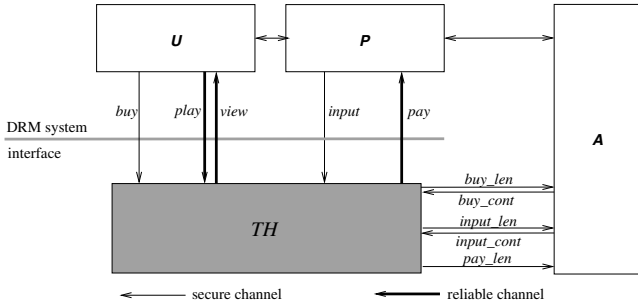 U
P
A
buy
play
view
input
pay
DRM system
interface
TH
buy_len
buy_cont
input_len
input_cont
pay_len
secure channel
reliable channel